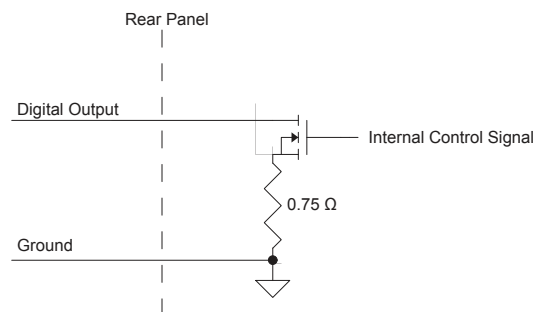 Rear Panel
Digital Output
Internal Control Signal
0.75 Ω
Ground